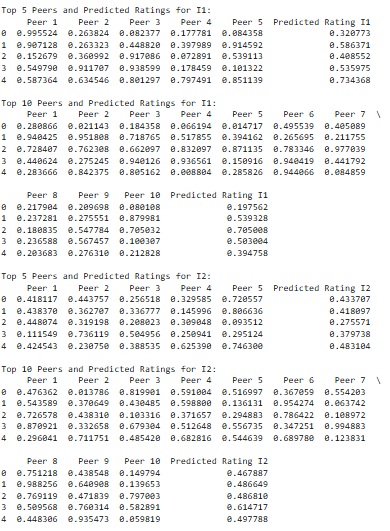 Top 5 Peers and Predicted Ratings for I1:
     Peer 1    Peer 2    Peer 3    Peer 4    Peer 5  Predicted Rating I1
0  0.995524  0.263824  0.082377  0.177781  0.084358             0.320773
1  0.907128  0.263323  0.448820  0.397989  0.914592             0.586371
2  0.152679  0.360992  0.917086  0.072891  0.539113             0.408552
3  0.549790  0.911707  0.938599  0.178459  0.101322             0.535975
4  0.587364  0.634546  0.801297  0.797491  0.851139             0.734368
Top 10 Peers and Predicted Ratings for I1:
     Peer 1    Peer 2    Peer 3    Peer 4    Peer 5    Peer 6    Peer 7  \
0  0.280866  0.021143  0.184358  0.066194  0.014717  0.495539  0.405089
1  0.940425  0.951808  0.718765  0.517855  0.394162  0.265695  0.211755
2  0.728407  0.762308  0.662097  0.832097  0.871135  0.783346  0.977039
3  0.440624  0.275245  0.940126  0.936561  0.150916  0.940419  0.441792
4  0.283666  0.842375  0.805162  0.008804  0.285826  0.944066  0.084859
     Peer 8    Peer 9   Peer 10  Predicted Rating I1
0  0.217904  0.209698  0.080108             0.197562
1  0.237281  0.275551  0.879981             0.539328
2  0.180835  0.547784  0.705032             0.705008
3  0.236588  0.567457  0.100307             0.503004
4  0.203683  0.276310  0.212828             0.394758
Top 5 Peers and Predicted Ratings for I2:
     Peer 1    Peer 2    Peer 3    Peer 4    Peer 5  Predicted Rating I2
0  0.418117  0.443757  0.256518  0.329585  0.720557             0.433707
1  0.438370  0.362707  0.336777  0.145996  0.806636             0.418097
2  0.448074  0.319198  0.208023  0.309048  0.093512             0.275571
3  0.111549  0.736119  0.504956  0.250941  0.295124             0.379738
4  0.424543  0.230750  0.388535  0.625390  0.746300             0.483104
Top 10 Peers and Predicted Ratings for I2:
     Peer 1    Peer 2    Peer 3    Peer 4    Peer 5    Peer 6    Peer 7  \
0  0.476362  0.013786  0.819901  0.591004  0.516997  0.367059  0.554203
1  0.543589  0.370649  0.430485  0.598800  0.136131  0.954274  0.063742
2  0.726578  0.438310  0.103316  0.371657  0.294883  0.786422  0.108972
3  0.870921  0.332658  0.679304  0.512648  0.556735  0.347251  0.994883
4  0.296041  0.711751  0.485420  0.682816  0.544639  0.689780  0.123831
     Peer 8    Peer 9   Peer 10  Predicted Rating I2
0  0.751218  0.438548  0.149794             0.467887
1  0.988256  0.640908  0.139653             0.486649
2  0.769119  0.471839  0.797003             0.486810
3  0.509568  0.760314  0.582891             0.614717
4  0.448306  0.935473  0.059819             0.497788